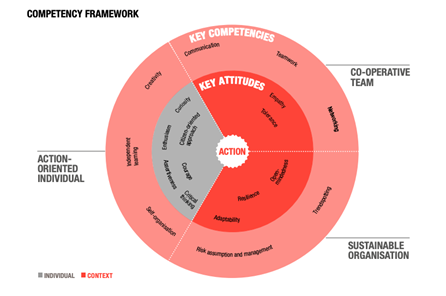 COMPETENCY FRAMEWORK
KEY COMPETENCIES
Communication
Teamwork
Creativity
KEY ATTITUDES
CO-OPERATIVE
TEAM
Curiosity
Empathy
Tolerance
Citizen-oriented
approach
Enthusiasm
Networking
Independent
learning
ACTION
ACTION-
ORIENTED
INDIVIDUAL
Assertiveness
Courage
Critical
thinking
Open-
mindedness
Resilience
Adaptability
Trendspotting
Self-organisation
Risk assumption and management
SUSTAINABLE
ORGANISATION
INDIVIDUAL
CONTEXT